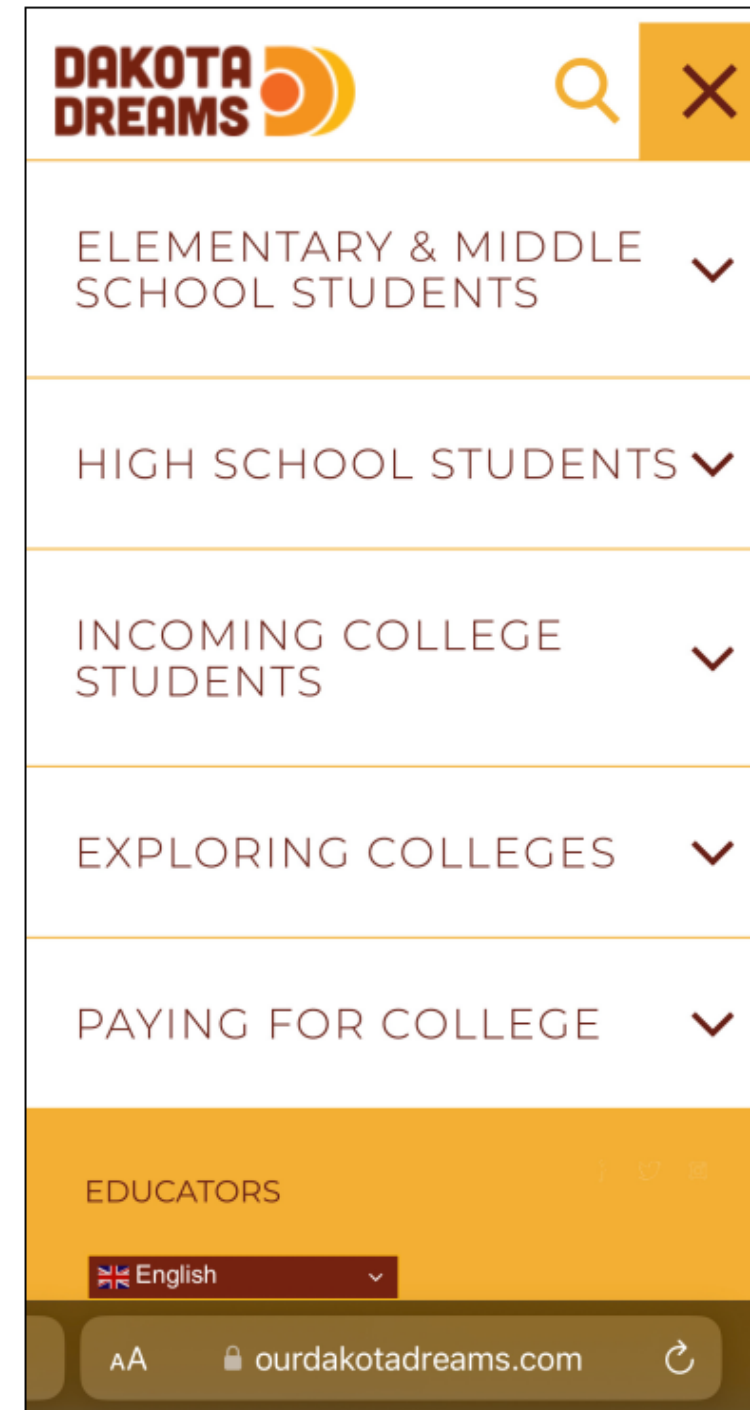 DAKOTA
DREAMS
ELEMENTARY & MIDDLE
SCHOOL STUDENTS
HIGH SCHOOL STUDENTS
INCOMING COLLEGE
STUDENTS
EXPLORING COLLEGES
PAYING FOR COLLEGE
EDUCATORS
English
AA ourdakotadreams.com